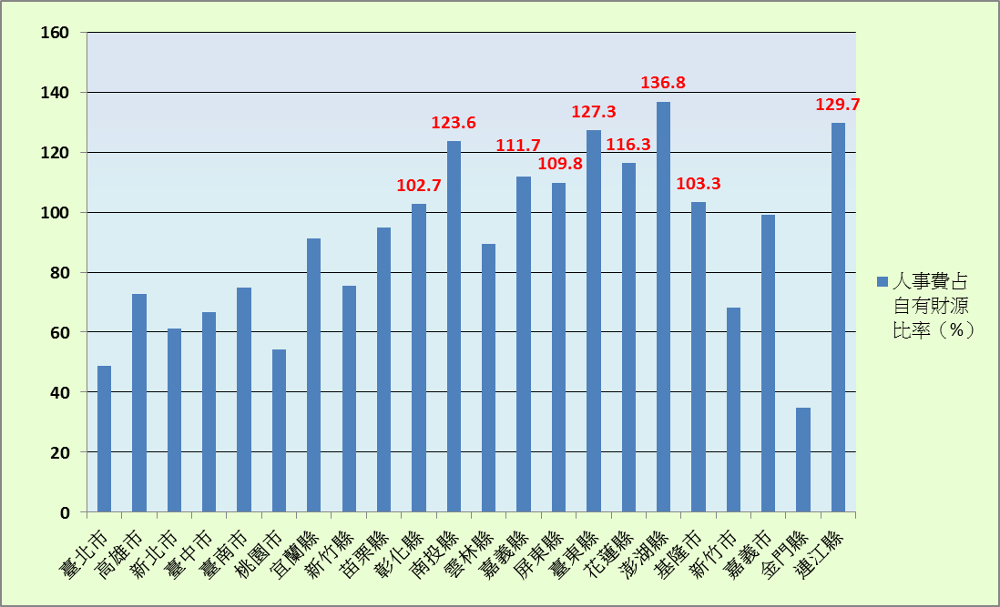 160
140
120
100
80
60
40
20
0
102.7
123.6
111.7
109.8
127.3
116.3
136.8
103.3
129.7
臺北市
高雄市
新北市
臺中市
臺南市
桃園市
宜蘭縣
新竹縣
苗栗縣
彰化縣
南投縣
雲林縣
嘉義縣
屏東縣
臺東縣
花蓮縣
澎湖縣
基隆市
新竹市
嘉義市
金門縣
連江縣
人事費占
自有財源
比率（%）